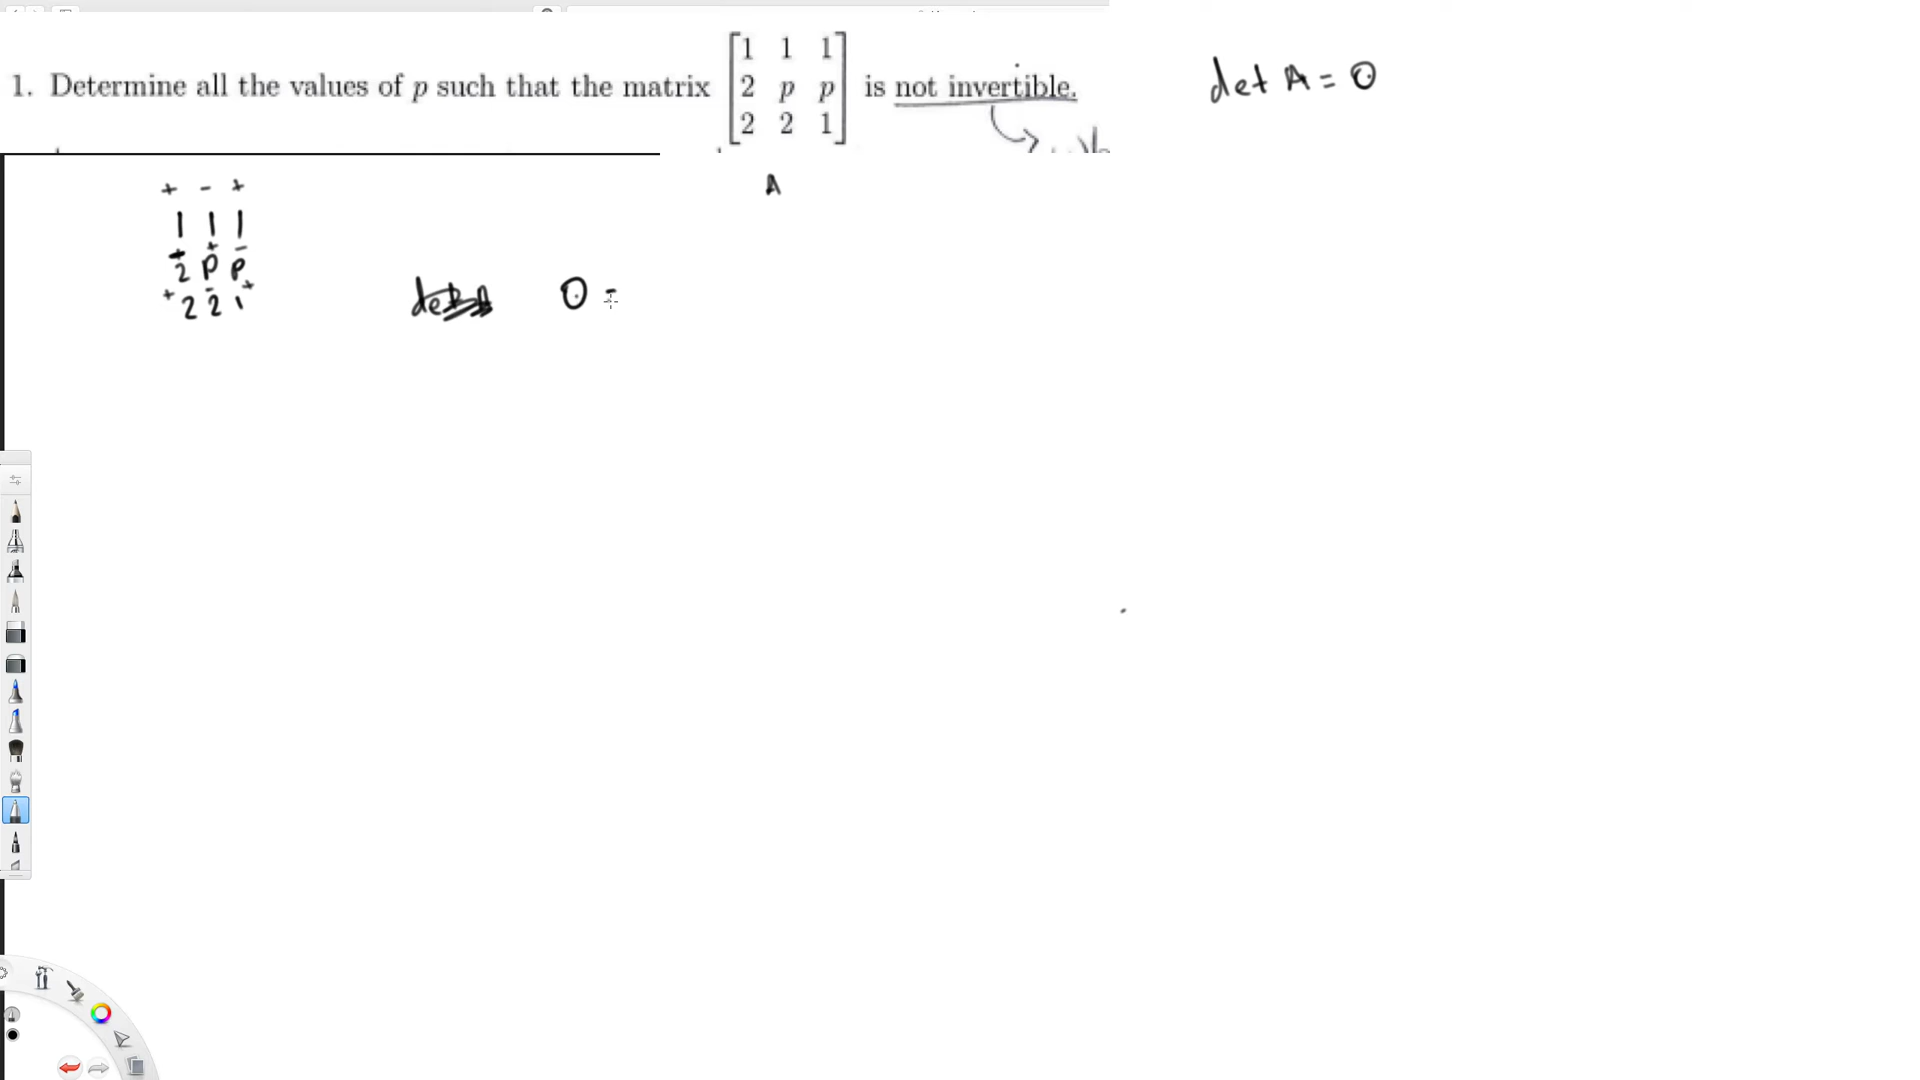 1. Determine all the values of p such that the matrix [1 1 1
2 p p
2 2 1] is not invertible.
det A = 0
A
+ - +
1 1 1
+ + -
2 p p
+ - +
2 2 1
det A 0 =